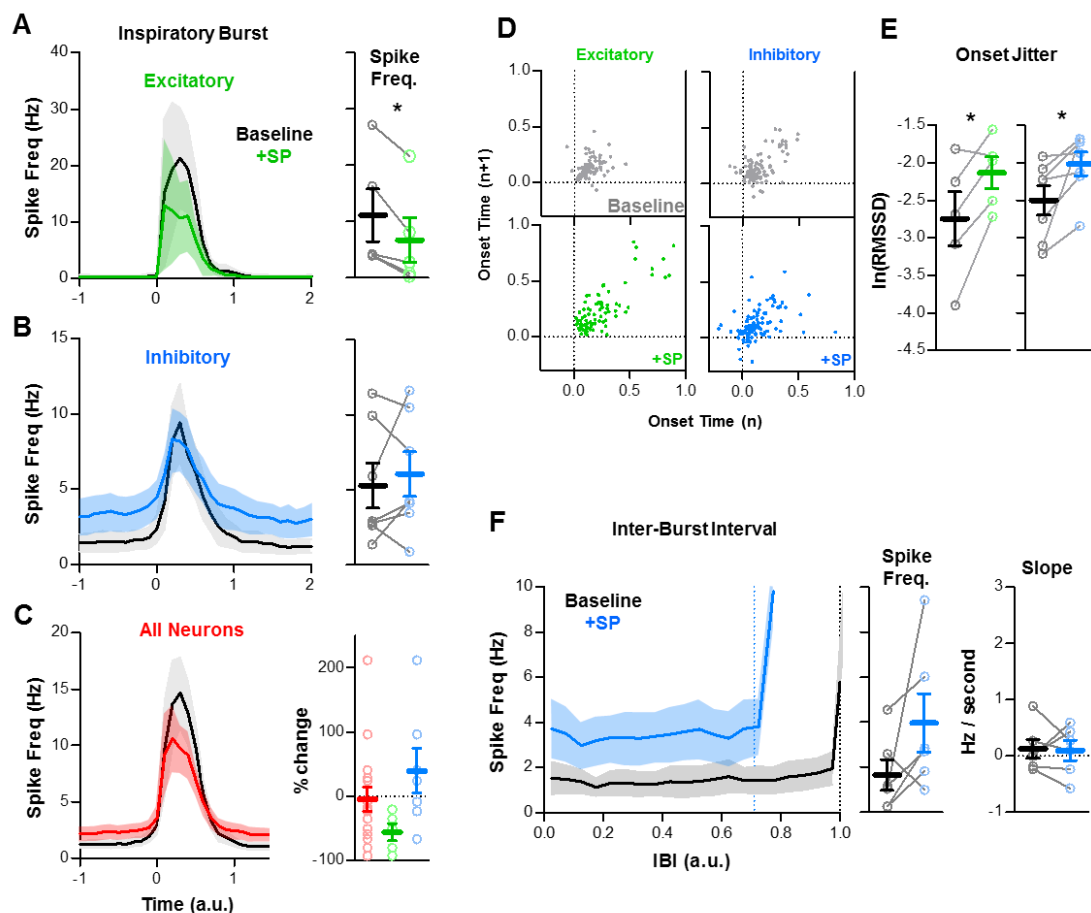 A
Inspiratory Burst
Spike
Freq.
Excitatory
*
Baseline
+SP
Spike Freq (Hz)
40
30
20
10
0
-1
0
1
2
B
Inhibitory
Spike Freq (Hz)
15
10
5
0
-1
0
1
2
C
All Neurons
Spike Freq (Hz)
20
15
10
5
0
-1
0
1
2
Time (a.u.)
% change
200
100
0
-100
D
Excitatory
Inhibitory
Onset Time (n+1)
1.0
0.5
0.0
Baseline
1.0
0.5
0.0
+SP
+SP
0.0
0.5
1.0
0.0
0.5
1.0
Onset Time (n)
E
Onset Jitter
*
*
ln(RMSSD)
-1.5
-2.0
-2.5
-3.0
-3.5
-4.0
-4.5
F
Inter-Burst Interval
Baseline
+SP
Spike Freq (Hz)
10
8
6
4
2
0
0.0
0.2
0.4
0.6
0.8
1.0
IBI (a.u.)
Spike
Freq.
Slope
Hz / second
3
2
1
0
-1